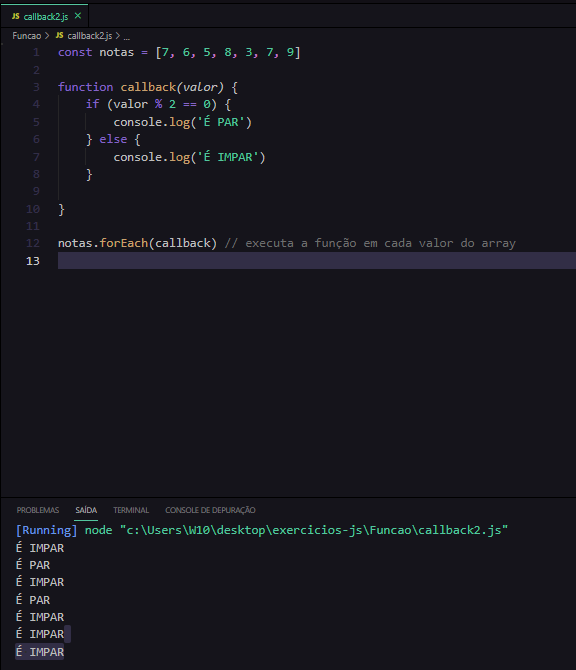 JS callback2.js ×
Funcao > JS callback2.js > ...
1 const notas = [7, 6, 5, 8, 3, 7, 9]
2
3 function callback(valor) {
4     if (valor % 2 == 0) {
5         console.log('É PAR')
6     } else {
7         console.log('É IMPAR')
8     }
9
10 }
11
12 notas.forEach(callback) // executa a função em cada valor do array
13
PROBLEMAS SAÍDA TERMINAL CONSOLE DE DEPURAÇÃO
[Running] node "c:\Users\W10\desktop\exercicios-js\Funcao\callback2.js"
É IMPAR
É PAR
É IMPAR
É PAR
É IMPAR
É IMPAR
É IMPAR